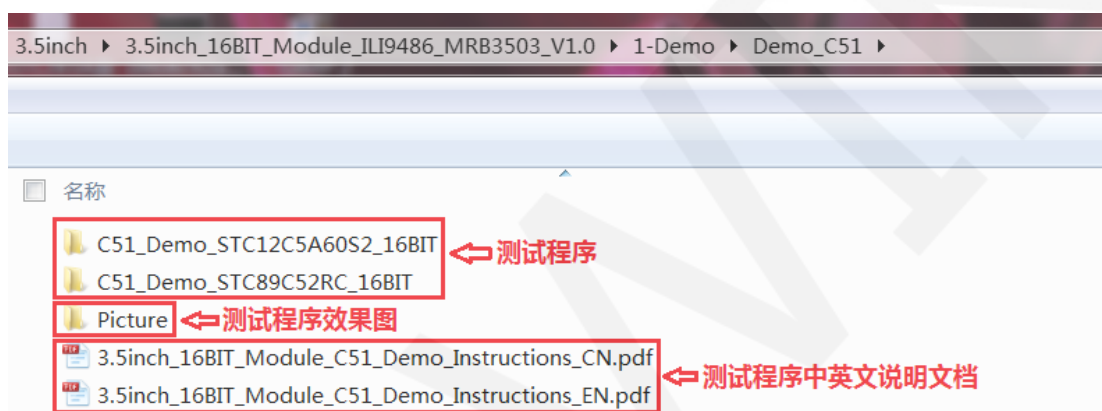 3.5inch ▸ 3.5inch_16BIT_Module_ILI9486_MRB3503_V1.0 ▸ 1-Demo ▸ Demo_C51 ▸
名称
C51_Demo_STC12C5A60S2_16BIT
测试程序
C51_Demo_STC89C52RC_16BIT
Picture 测试程序效果图
3.5inch_16BIT_Module_C51_Demo_Instructions_CN.pdf
测试程序中英文说明文档
3.5inch_16BIT_Module_C51_Demo_Instructions_EN.pdf